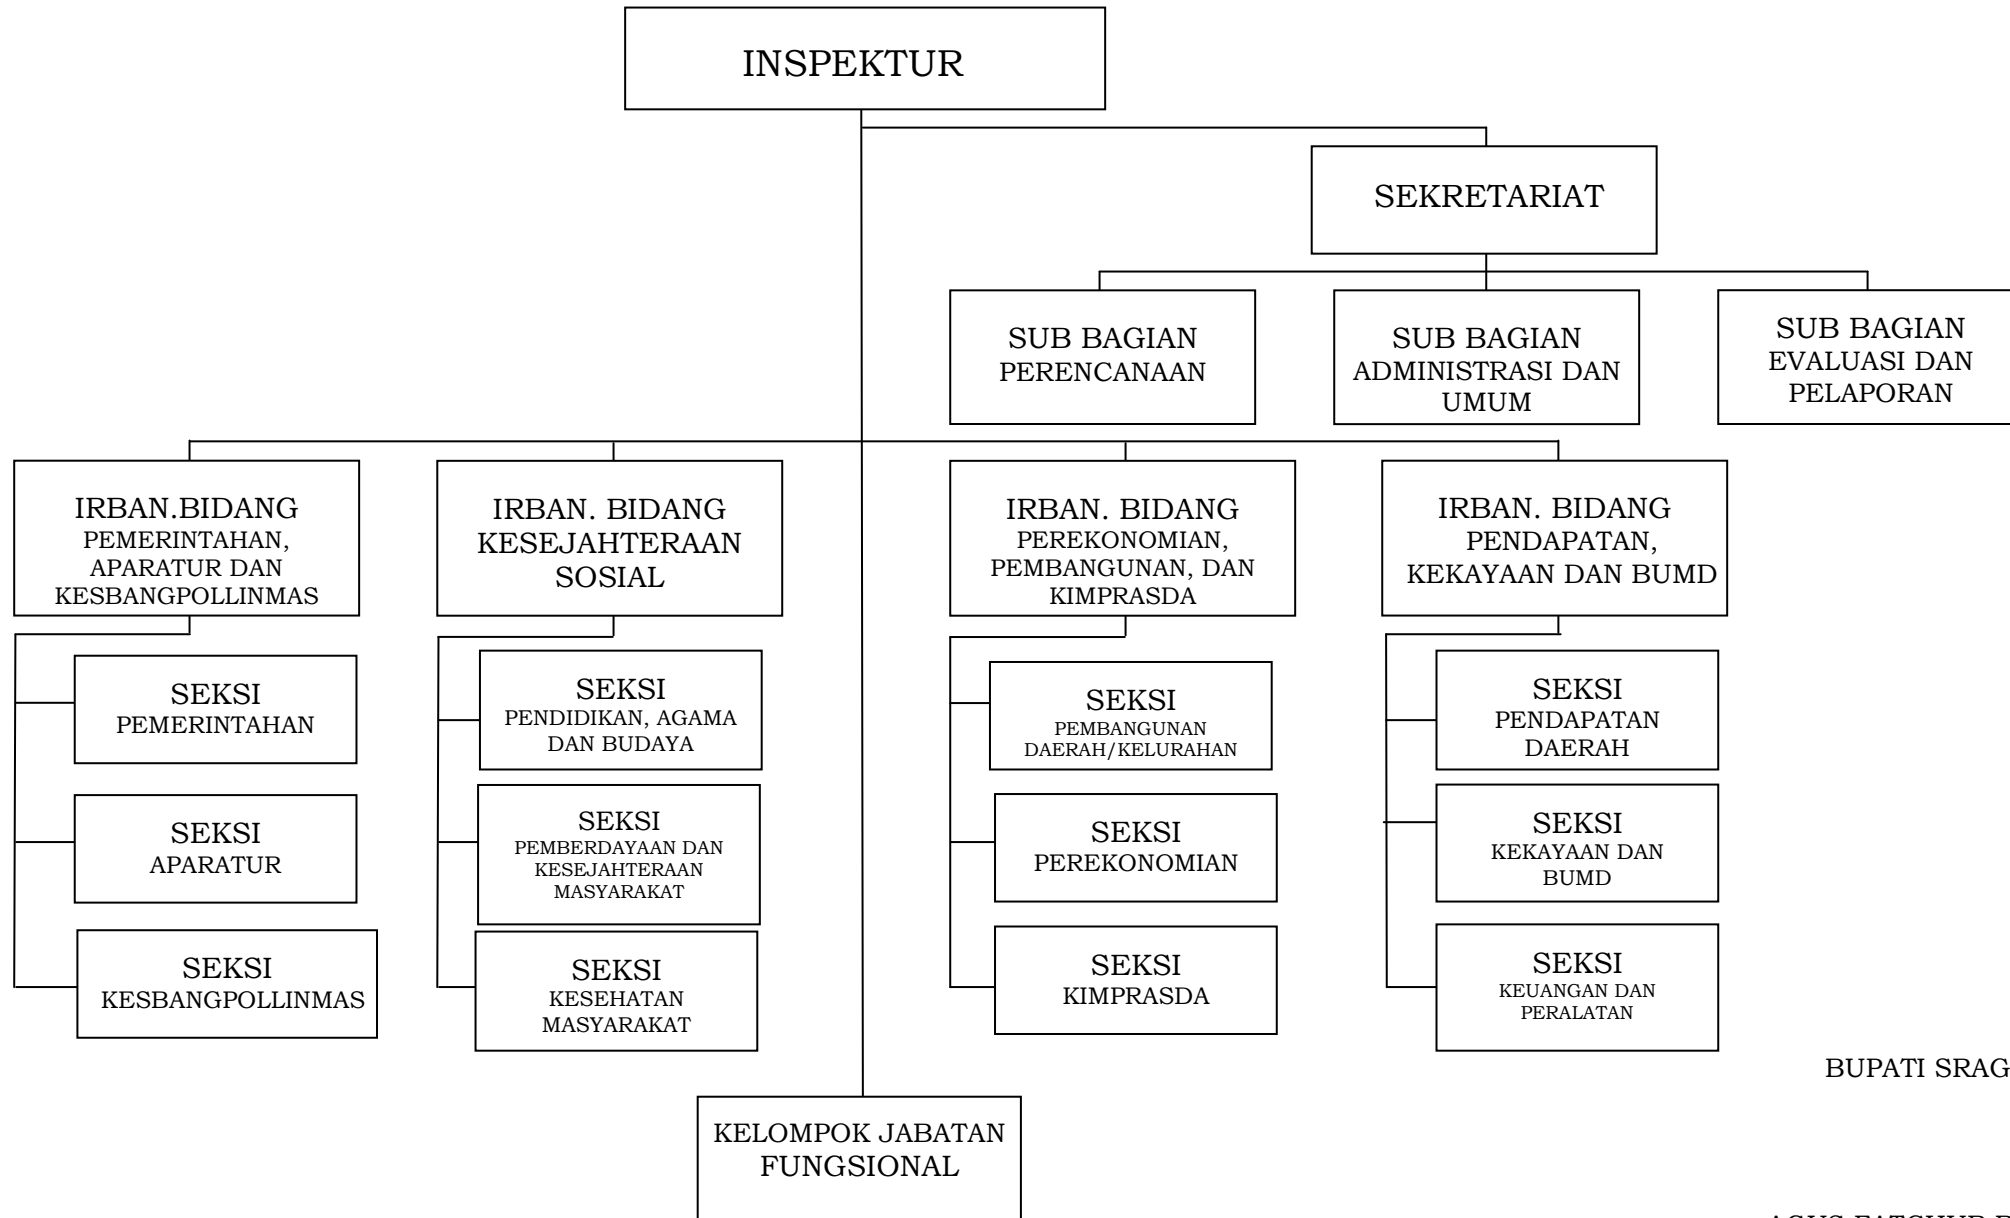 INSPEKTUR
SEKRETARIAT
SUB BAGIAN
PERENCANAAN
SUB BAGIAN
ADMINISTRASI DAN
UMUM
SUB BAGIAN
EVALUASI DAN
PELAPORAN
IRBAN.BIDANG
PEMERINTAHAN,
APARATUR DAN
KESBANGPOLLINMAS
IRBAN. BIDANG
KESEJAHTERAAN
SOSIAL
IRBAN. BIDANG
PEREKONOMIAN,
PEMBANGUNAN, DAN
KIMPRASDA
IRBAN. BIDANG
PENDAPATAN,
KEKAYAAN DAN BUMD
SEKSI
PEMERINTAHAN
SEKSI
APARATUR
SEKSI
KESBANGPOLLINMAS
SEKSI
PENDIDIKAN, AGAMA
DAN BUDAYA
SEKSI
PEMBERDAYAAN DAN
KESEJAHTERAAN
MASYARAKAT
SEKSI
KESEHATAN
MASYARAKAT
SEKSI
PEMBANGUNAN
DAERAH/KELURAHAN
SEKSI
PEREKONOMIAN
SEKSI
KIMPRASDA
SEKSI
PENDAPATAN
DAERAH
SEKSI
KEKAYAAN DAN
BUMD
SEKSI
KEUANGAN DAN
PERALATAN
BUPATI SRAG
KELOMPOK JABATAN
FUNGSIONAL